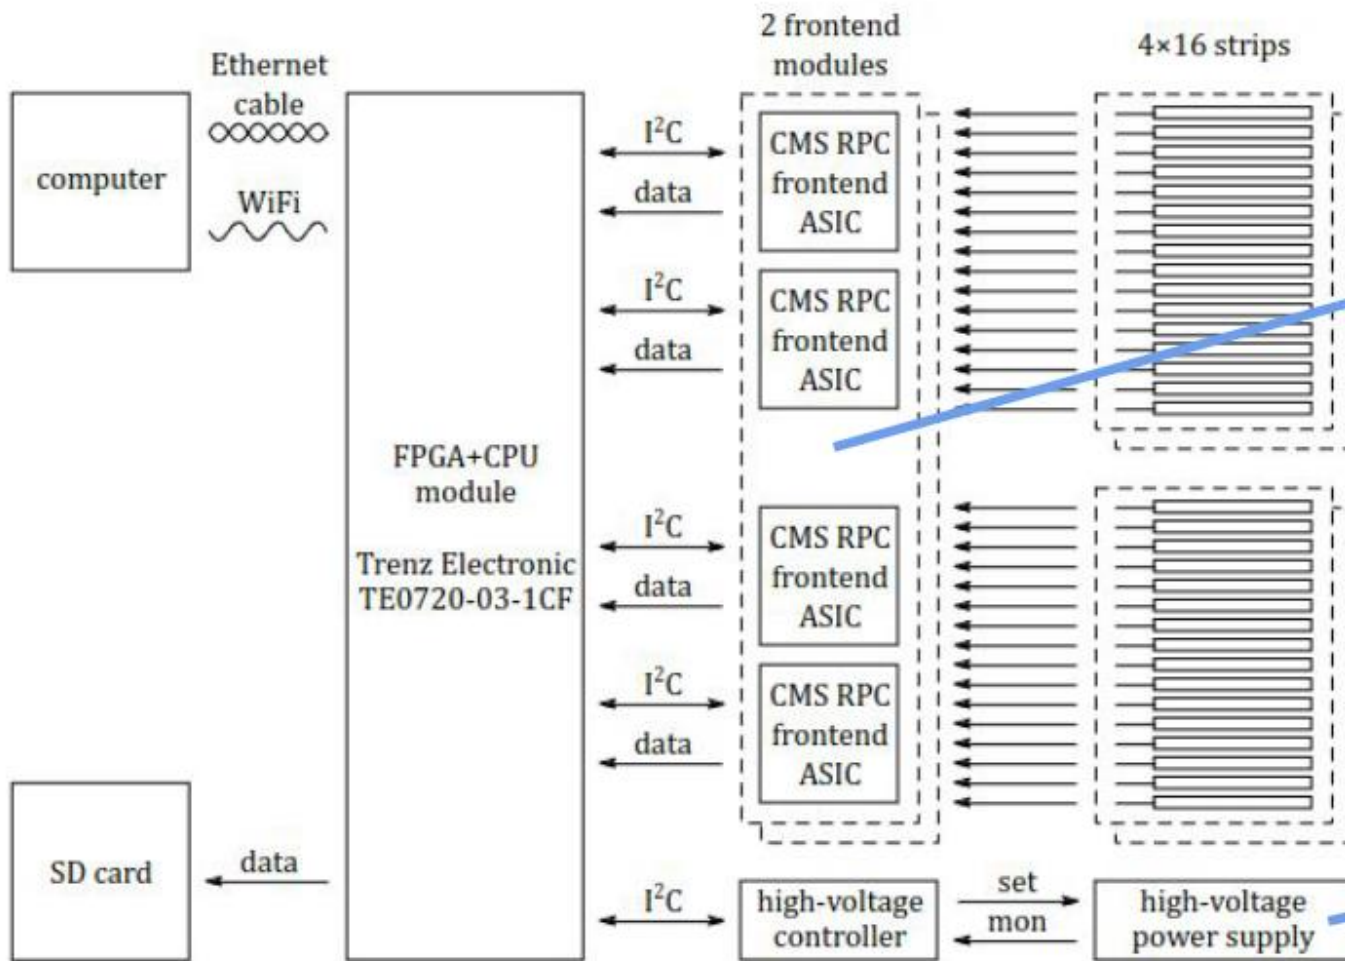 2 frontend
modules
4×16 strips
Ethernet
cable
computer
WiFi
I²C
data
CMS RPC
frontend
ASIC
I²C
data
CMS RPC
frontend
ASIC
FPGA+CPU
module
Trenz Electronic
TE0720-03-1CF
I²C
data
CMS RPC
frontend
ASIC
I²C
data
CMS RPC
frontend
ASIC
SD card
data
I²C
high-voltage
controller
set
mon
high-voltage
power supply